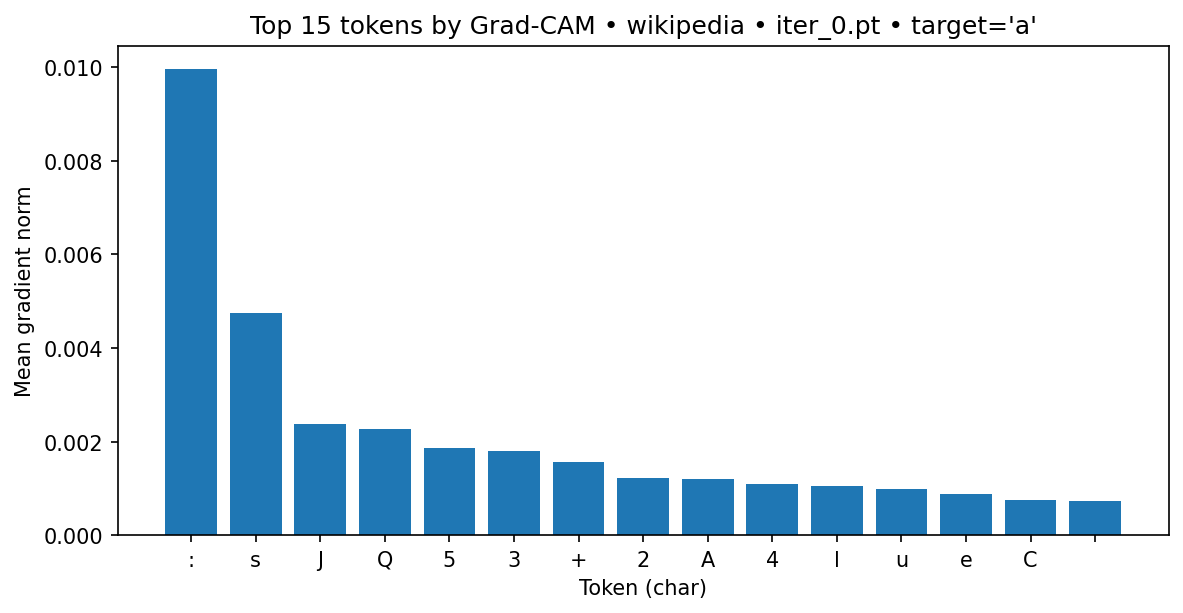 Top 15 tokens by Grad-CAM • wikipedia • iter_0.pt • target='a'
Mean gradient norm
0.010
0.008
0.006
0.004
0.002
0.000
: s J Q 5 3 + 2 A 4 l u e C
Token (char)